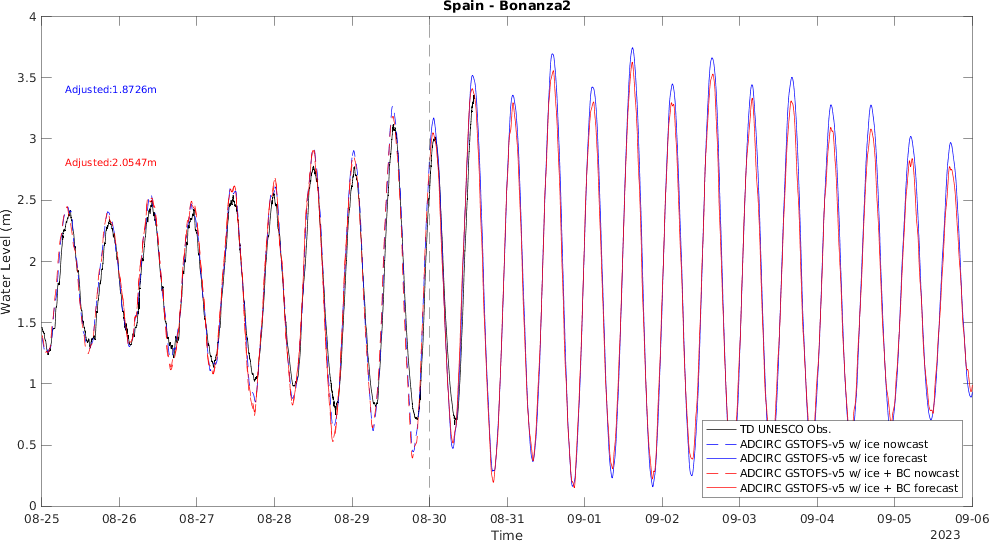 Spain - Bonanza2
4
3.5
3
2.5
2
1.5
1
0.5
0
Water Level (m)
Adjusted:1.8726m
Adjusted:2.0547m
TD UNESCO Obs.
ADCIRC GSTOFS-v5 w/ ice nowcast
ADCIRC GSTOFS-v5 w/ ice forecast
ADCIRC GSTOFS-v5 w/ ice + BC nowcast
ADCIRC GSTOFS-v5 w/ ice + BC forecast
08-25 08-26 08-27 08-28 08-29 08-30 08-31 09-01 09-02 09-03 09-04 09-05 09-06
Time
2023